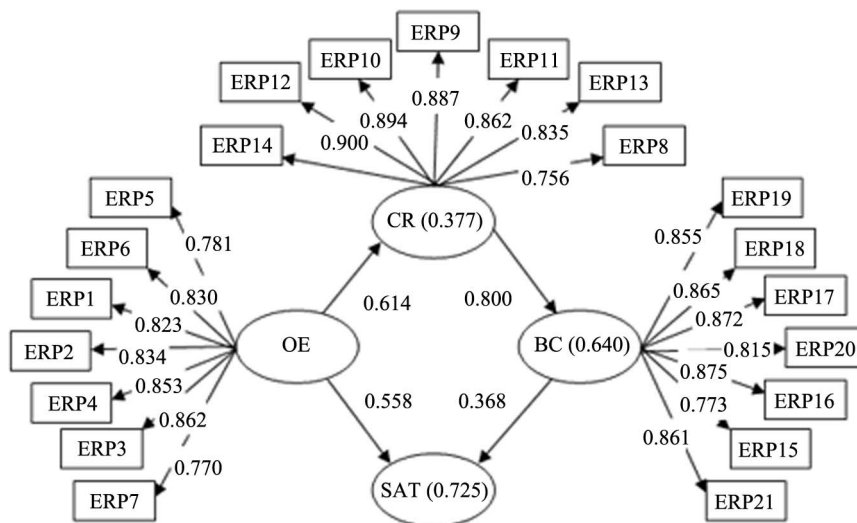 ERP9
ERP10
ERP11
ERP12
ERP13
ERP14
ERP8
0.887
0.894
0.862
0.900
0.835
0.756
CR (0.377)
ERP5
ERP6
ERP1
ERP2
ERP4
ERP3
ERP7
0.781
0.830
0.823
0.834
0.853
0.862
0.770
OE
0.614
0.800
0.558
0.368
BC (0.640)
SAT (0.725)
ERP19
ERP18
ERP17
ERP20
ERP16
ERP15
ERP21
0.855
0.865
0.872
0.815
0.875
0.773
0.861